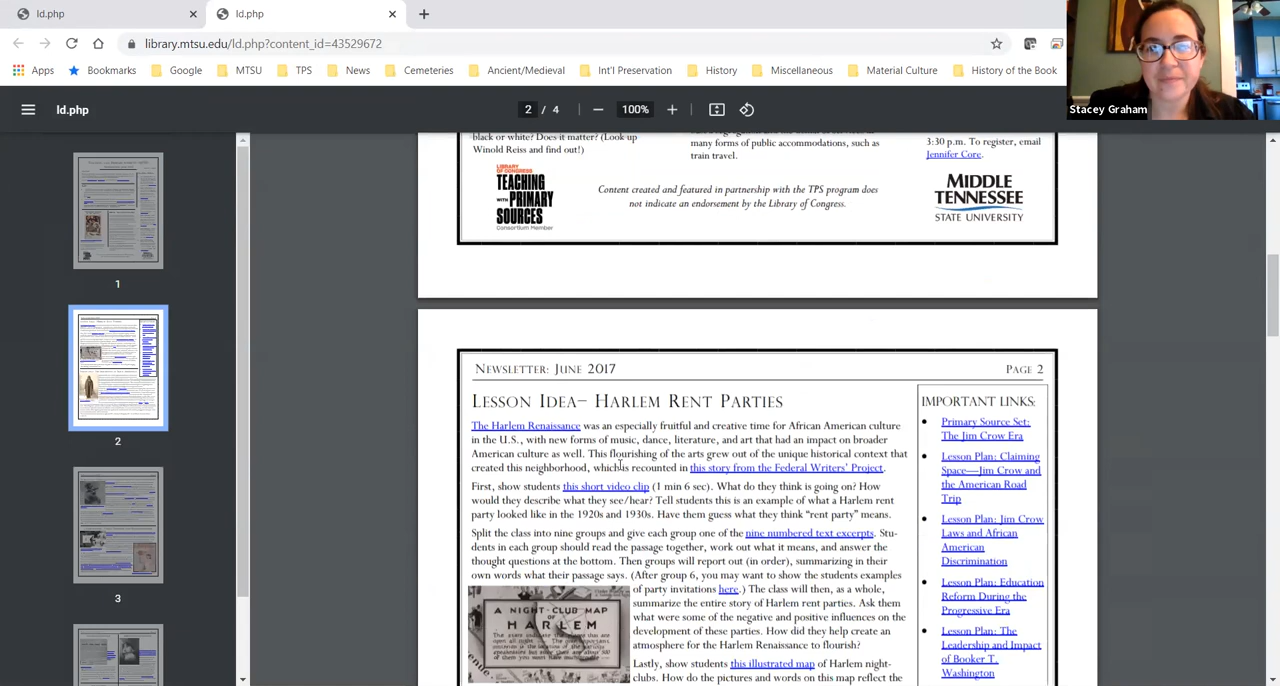 ld.php
ld.php
library.mtsu.edu/ld.php?content_id=43529672
Apps Bookmarks Google MTSU TPS News Cemeteries Ancient/Medieval Int'l Preservation History Miscellaneous Material Culture History of the Book
Stacey Graham
ld.php
2 / 4
100%
1
2
3
black or white? Does it matter? (Look up
Winold Reiss and find out!)
many forms of public accommodations, such as
train travel.
3:30 p.m. To register, email
Jennifer Core.
LIBRARY
OF CONGRESS
TEACHING
WITH PRIMARY
SOURCES
Consortium Member
Content created and featured in partnership with the TPS program does
not indicate an endorsement by the Library of Congress.
MIDDLE
TENNESSEE
STATE UNIVERSITY
Newsletter: June 2017
Page 2
Lesson Idea– Harlem Rent Parties
The Harlem Renaissance was an especially fruitful and creative time for African American culture
in the U.S., with new forms of music, dance, literature, and art that had an impact on broader
American culture as well. This flourishing of the arts grew out of the unique historical context that
created this neighborhood, which is recounted in this story from the Federal Writers' Project.
First, show students this short video clip (1 min 6 sec). What do they think is going on? How
would they describe what they see/hear? Tell students this is an example of what a Harlem rent
party looked like in the 1920s and 1930s. Have them guess what they think "rent party" means.
Split the class into nine groups and give each group one of the nine numbered text excerpts. Stu-
dents in each group should read the passage together, work out what it means, and answer the
thought questions at the bottom. Then groups will report out (in order), summarizing in their
own words what their passage says. (After group 6, you may want to show the students examples
of party invitations here.) The class will then, as a whole,
summarize the entire story of Harlem rent parties. Ask them
what were some of the negative and positive influences on the
development of these parties. How did they help create an
atmosphere for the Harlem Renaissance to flourish?
Lastly, show students this illustrated map of Harlem night-
clubs. How do the pictures and words on this map reflect the
A NIGHT-CLUB MAP
OF
HARLEM
Important Links:
Primary Source Set:
The Jim Crow Era
Lesson Plan: Claiming
Space—Jim Crow and
the American Road
Trip
Lesson Plan: Jim Crow
Laws and African
American
Discrimination
Lesson Plan: Education
Reform During the
Progressive Era
Lesson Plan: The
Leadership and Impact
of Booker T.
Washington